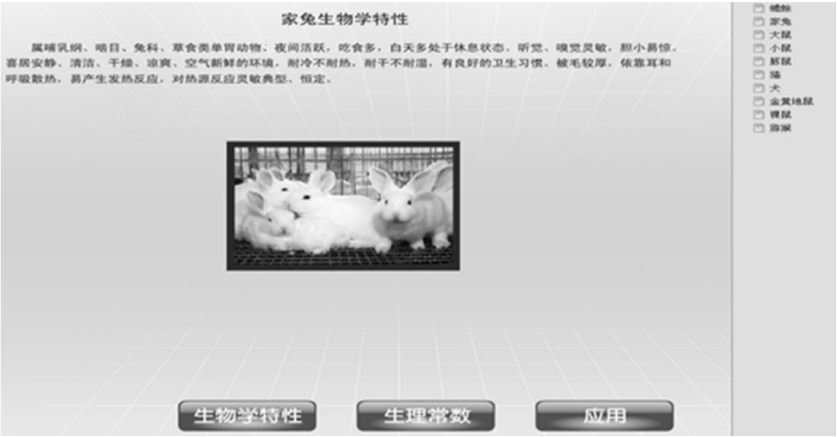 家兔生物学特性
属哺乳纲、啮目、兔科、草食类单胃动物、夜间活跃，吃食多，白天多处于休息状态。听觉、嗅觉灵敏，胆小易惊。
喜居安静、清洁、干燥、凉爽、空气新鲜的环境，耐冷不耐热，耐干不耐湿，有良好的卫生习惯。被毛较厚，依靠耳和
呼吸散热，易产生发热反应，对热源反应灵敏典型、恒定。
生物学特性
生理常数
应用
蟾蜍
家兔
大鼠
小鼠
豚鼠
猫
犬
金黄地鼠
裸鼠
猕猴